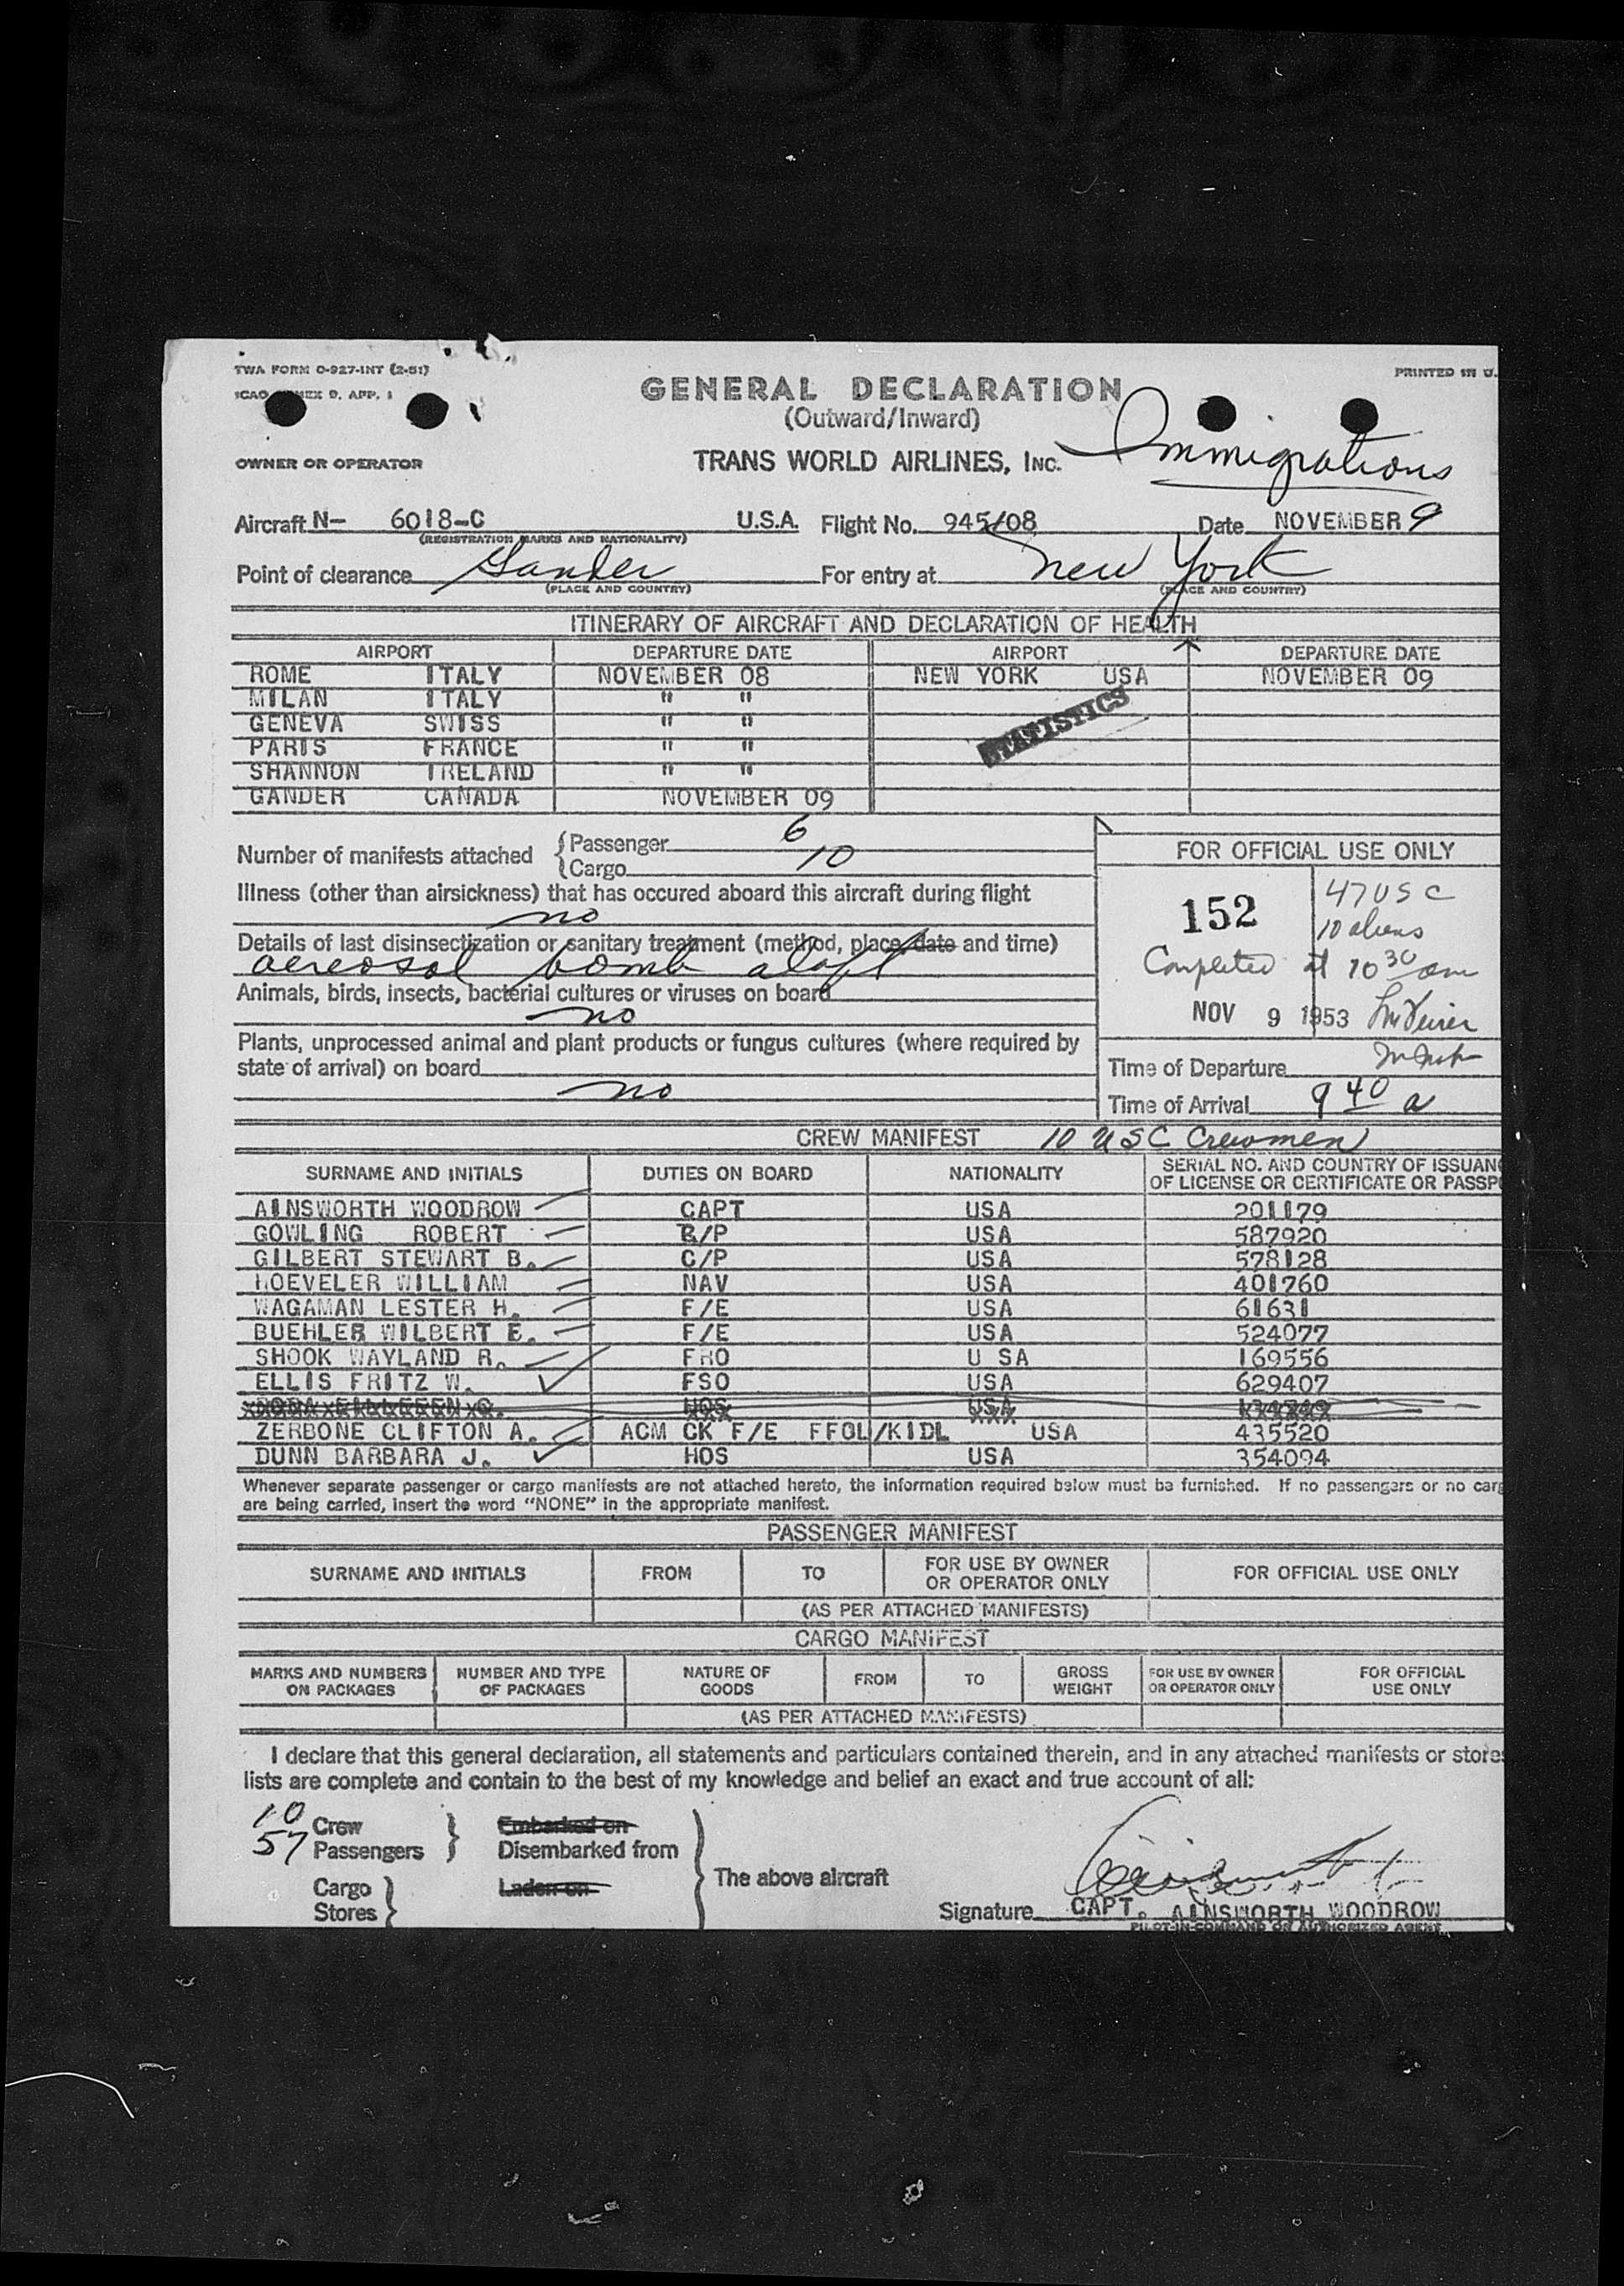 TWA FORM O-927-INT (2-51)
PRINTED IN U.
ICAO ANNEX 9, APP. 1
GENERAL DECLARATION
(Outward/Inward)
OWNER OR OPERATOR
TRANS WORLD AIRLINES, INC.
Immigrations
Aircraft N- 6018-C U.S.A. Flight No. 945/08 Date NOVEMBER 9
(REGISTRATION MARKS AND NATIONALITY)
Point of clearance Gander For entry at New York
(PLACE AND COUNTRY) (PLACE AND COUNTRY)
ITINERARY OF AIRCRAFT AND DECLARATION OF HEALTH
AIRPORT DEPARTURE DATE AIRPORT DEPARTURE DATE
ROME ITALY NOVEMBER 08 NEW YORK USA NOVEMBER 09
MILAN ITALY " "
GENEVA SWISS " "
PARIS FRANCE " "
SHANNON IRELAND " "
GANDER CANADA NOVEMBER 09
STATISTICS
Number of manifests attached { Passenger 6
{ Cargo 10
Illness (other than airsickness) that has occured aboard this aircraft during flight
no
Details of last disinsectization or sanitary treatment (method, place, date and time)
aereosol bomb aloft
Animals, birds, insects, bacterial cultures or viruses on board
no
Plants, unprocessed animal and plant products or fungus cultures (where required by
state of arrival) on board
no
FOR OFFICIAL USE ONLY
152
47 USC
10 aliens
Completed at 10 30 am
NOV 9 1953
Time of Departure
Time of Arrival 9 40 a
CREW MANIFEST 10 USC Crewmen
SURNAME AND INITIALS DUTIES ON BOARD NATIONALITY SERIAL NO. AND COUNTRY OF ISSUAN
OF LICENSE OR CERTIFICATE OR PASSP
AINSWORTH WOODROW CAPT USA 201179
GOWLING ROBERT B/P USA 587920
GILBERT STEWART B. C/P USA 578128
HOEVELER WILLIAM NAV USA 401760
WAGAMAN LESTER H. F/E USA 61631
BUEHLER WILBERT E. F/E USA 524077
SHOOK WAYLAND R. FRO U SA 169556
ELLIS FRITZ W. FSO USA 629407
HOS USA
ZERBONE CLIFTON A. ACM CK F/E FFOL/KIDL USA 435520
DUNN BARBARA J. HOS USA 354094
Whenever separate passenger or cargo manifests are not attached hereto, the information required below must be furnished. If no passengers or no carg
are being carried, insert the word "NONE" in the appropriate manifest.
PASSENGER MANIFEST
SURNAME AND INITIALS FROM TO FOR USE BY OWNER OR OPERATOR ONLY FOR OFFICIAL USE ONLY
(AS PER ATTACHED MANIFESTS)
CARGO MANIFEST
MARKS AND NUMBERS ON PACKAGES NUMBER AND TYPE OF PACKAGES NATURE OF GOODS FROM TO GROSS WEIGHT FOR USE BY OWNER OR OPERATOR ONLY FOR OFFICIAL USE ONLY
(AS PER ATTACHED MANIFESTS)
I declare that this general declaration, all statements and particulars contained therein, and in any attached manifests or stores
lists are complete and contain to the best of my knowledge and belief an exact and true account of all:
10 Crew } Embarked on
57 Passengers } Disembarked from
The above aircraft
Cargo } Laden on
Stores }
Signature CAPT. AINSWORTH WOODROW
PILOT-IN-COMMAND OR AUTHORIZED AGENT